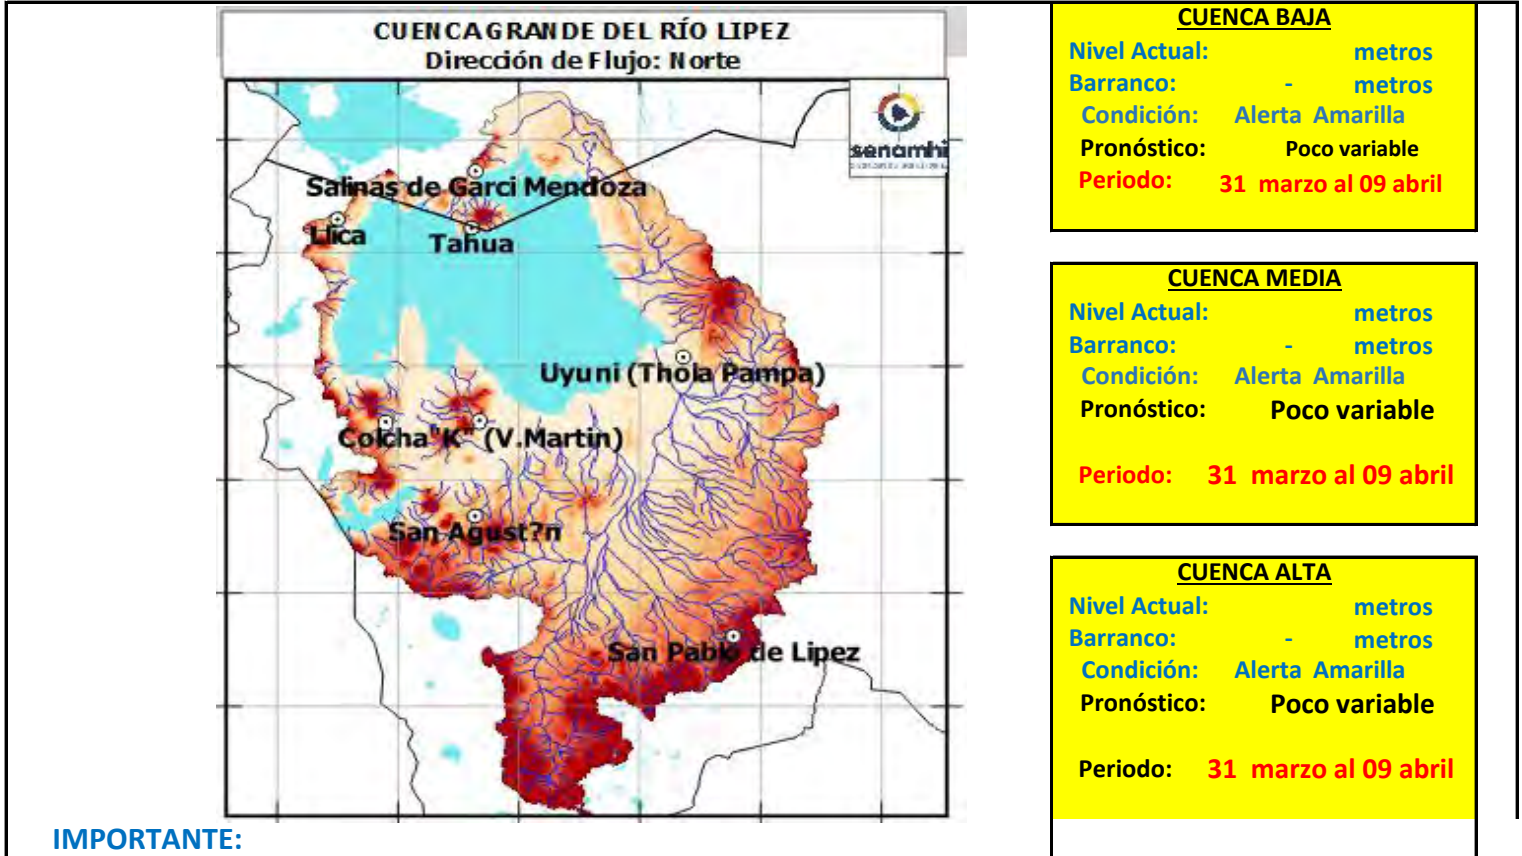 CUENCA GRANDE DEL RÍO LIPEZ
Dirección de Flujo: Norte
senamhi
Salinas de Garci Mendoza
Llica
Tahua
Uyuni (Thola Pampa)
Colcha"K" (V.Martin)
San Agust?n
San Pablo de Lipez
CUENCA BAJA
Nivel Actual: metros
Barranco: - metros
Condición: Alerta Amarilla
Pronóstico: Poco variable
Periodo: 31 marzo al 09 abril
CUENCA MEDIA
Nivel Actual: metros
Barranco: - metros
Condición: Alerta Amarilla
Pronóstico: Poco variable
Periodo: 31 marzo al 09 abril
CUENCA ALTA
Nivel Actual: metros
Barranco: - metros
Condición: Alerta Amarilla
Pronóstico: Poco variable
Periodo: 31 marzo al 09 abril
IMPORTANTE: